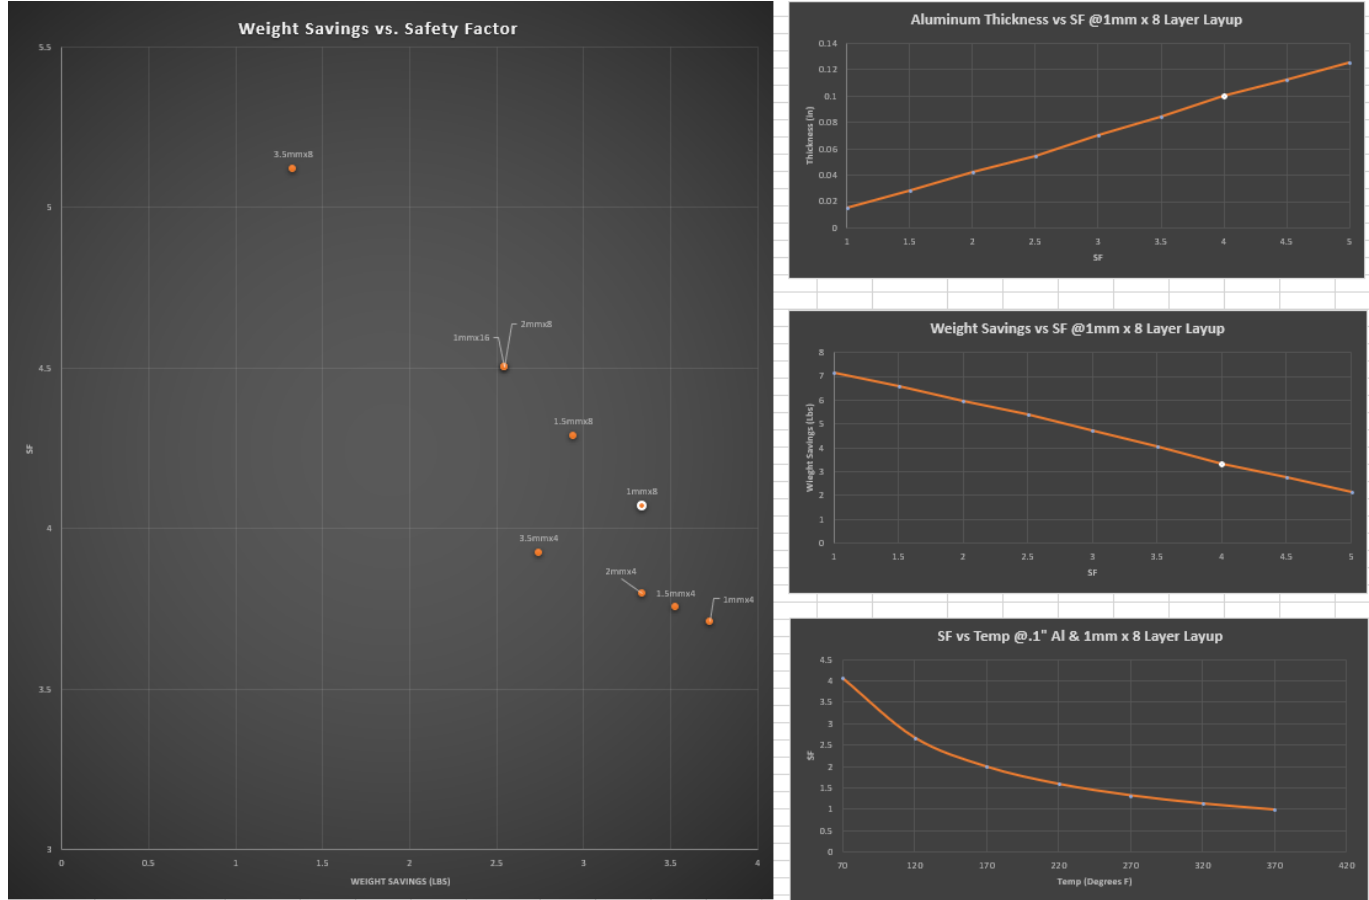 Weight Savings vs. Safety Factor
5.5
3.5mmx8
5
2mmx8
1mmx16
4.5
1.5mmx8
SF
1mmx8
4
3.5mmx4
2mmx4
1.5mmx4
1mmx4
3.5
3
0 0.5 1 1.5 2 2.5 3 3.5 4
WEIGHT SAVINGS (LBS)
Aluminum Thickness vs SF @1mm x 8 Layer Layup
0.14
0.12
0.1
0.08
0.06
0.04
0.02
0
Thickness (in)
1 1.5 2 2.5 3 3.5 4 4.5 5
SF
Weight Savings vs SF @1mm x 8 Layer Layup
8
7
6
5
4
3
2
1
0
Wieght Savings (Lbs)
1 1.5 2 2.5 3 3.5 4 4.5 5
SF
SF vs Temp @.1" Al & 1mm x 8 Layer Layup
4.5
4
3.5
3
2.5
2
1.5
1
0.5
0
SF
70 120 170 220 270 320 370 420
Temp (Degrees F)